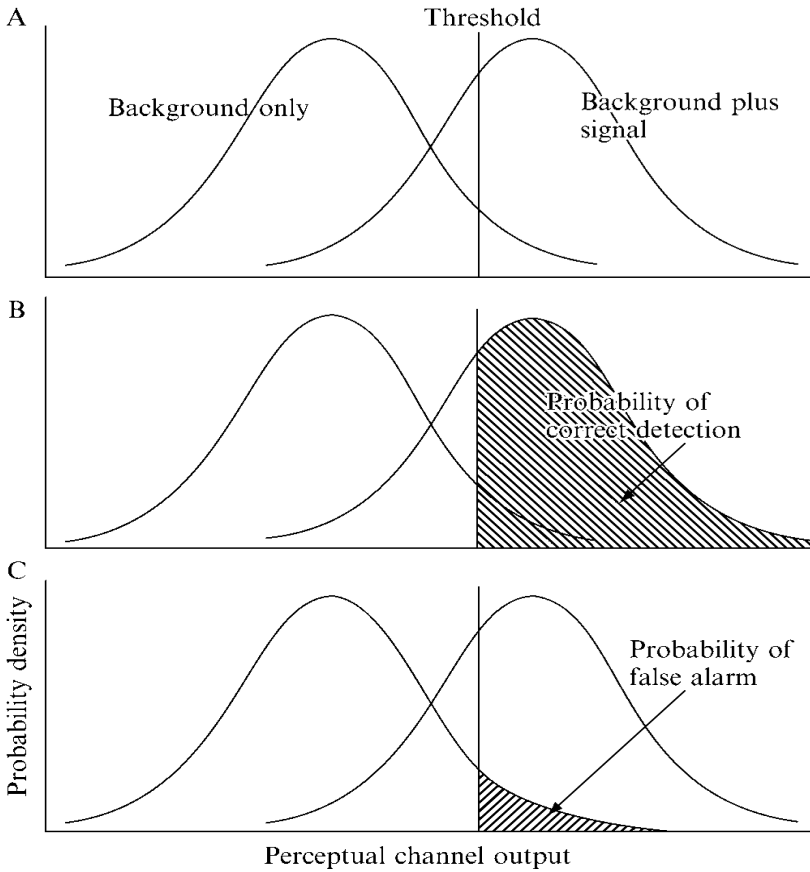 A
Threshold
Background only
Background plus
signal
B
Probability of
correct detection
C
Probability density
Probability of
false alarm
Perceptual channel output